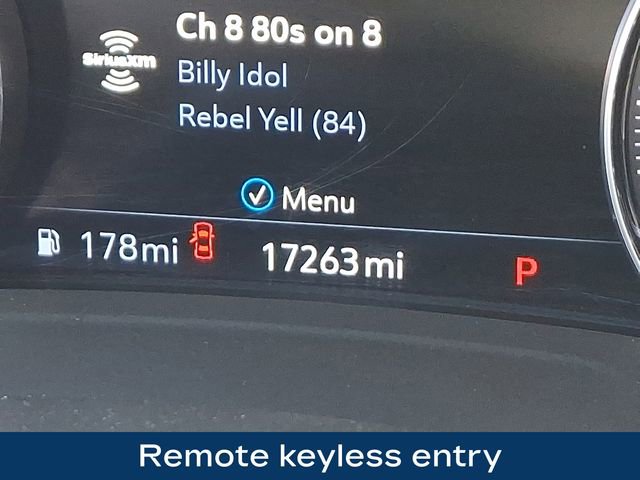 SiriusXM
Ch 8 80s on 8
Billy Idol
Rebel Yell (84)
Menu
178mi 17263mi P
Remote keyless entry